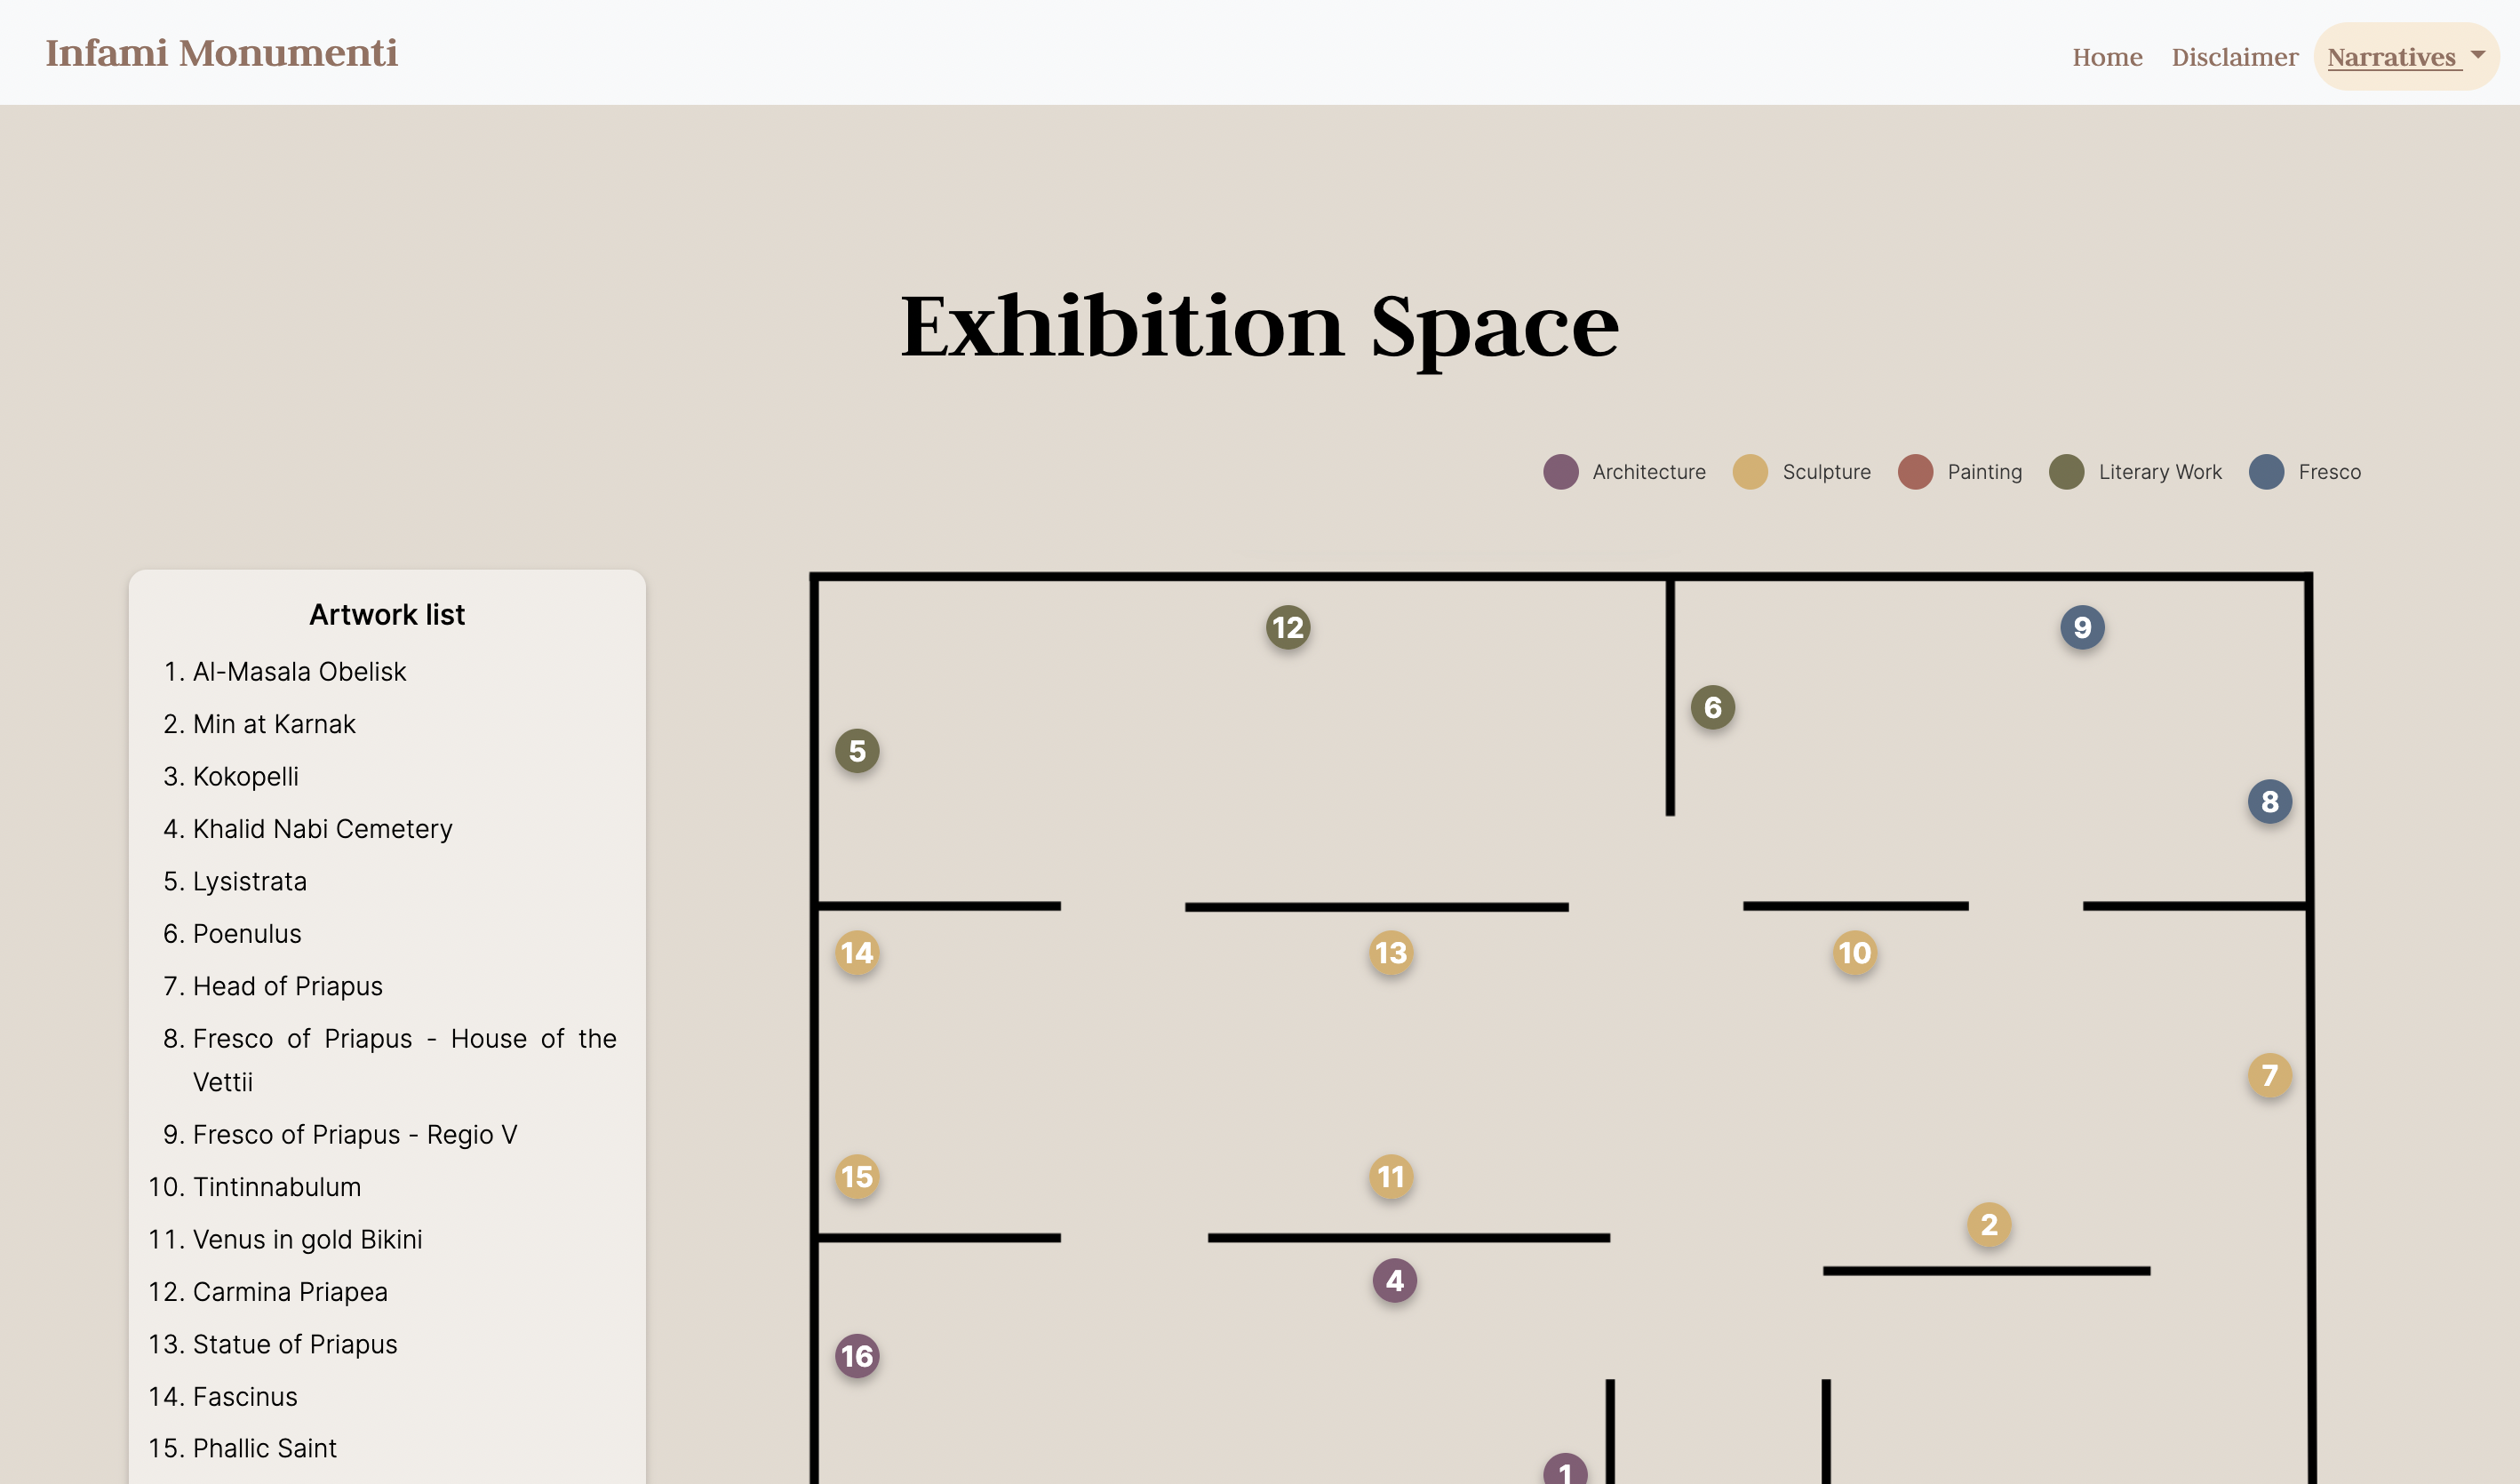 Infami Monumenti
Home Disclaimer Narratives
Exhibition Space
Architecture Sculpture Painting Literary Work Fresco
Artwork list
1. Al-Masala Obelisk
2. Min at Karnak
3. Kokopelli
4. Khalid Nabi Cemetery
5. Lysistrata
6. Poenulus
7. Head of Priapus
8. Fresco of Priapus - House of the
Vettii
9. Fresco of Priapus - Regio V
10. Tintinnabulum
11. Venus in gold Bikini
12. Carmina Priapea
13. Statue of Priapus
14. Fascinus
15. Phallic Saint
12
9
6
5
8
14
13
10
7
15
11
2
4
16
1